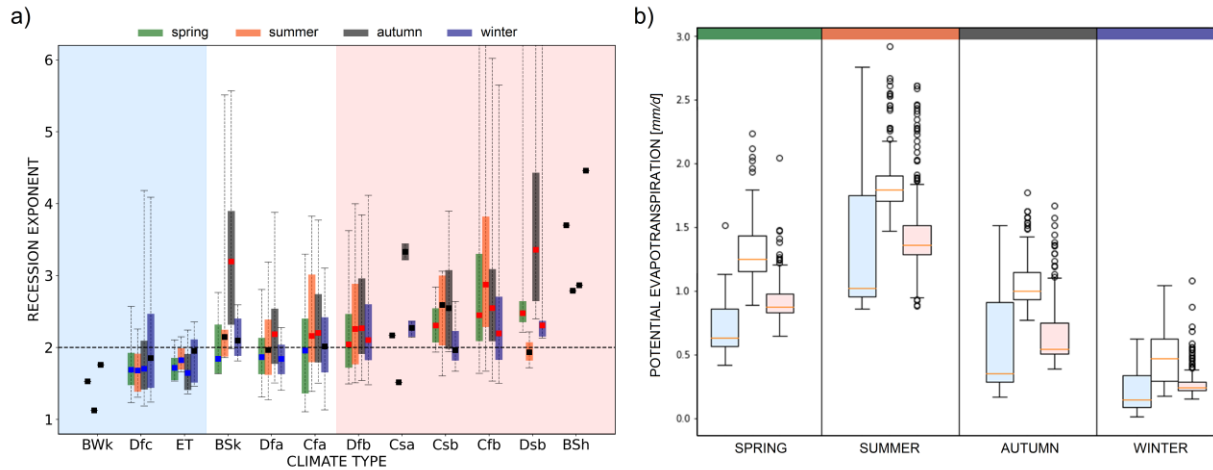 a)
spring summer autumn winter
RECESSION EXPONENT
6
5
4
3
2
1
BWk Dfc ET BSk Dfa Cfa Dfb Csa Csb Cfb Dsb BSh
CLIMATE TYPE
b)
POTENTIAL EVAPOTRANSPIRATION [mm/d]
3.0
2.5
2.0
1.5
1.0
0.5
0.0
SPRING SUMMER AUTUMN WINTER